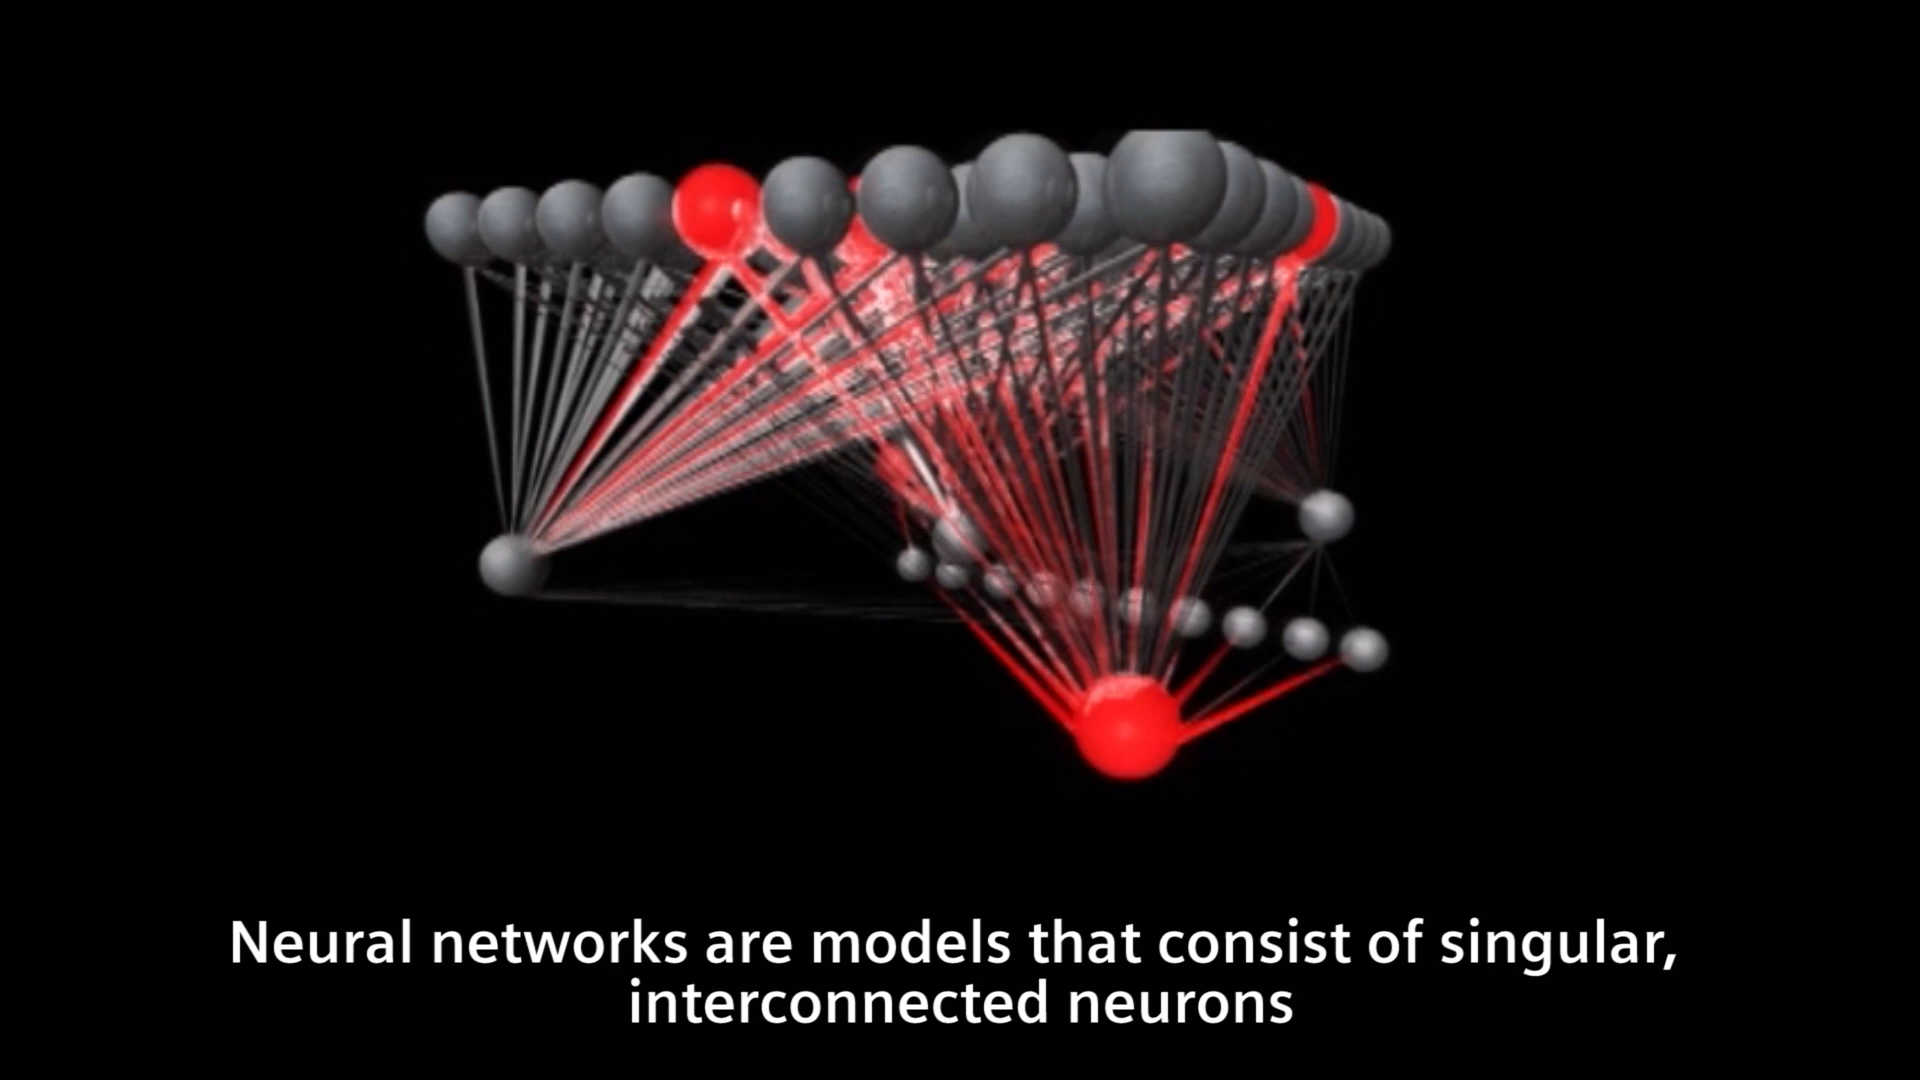 Neural networks are models that consist of singular,
interconnected neurons